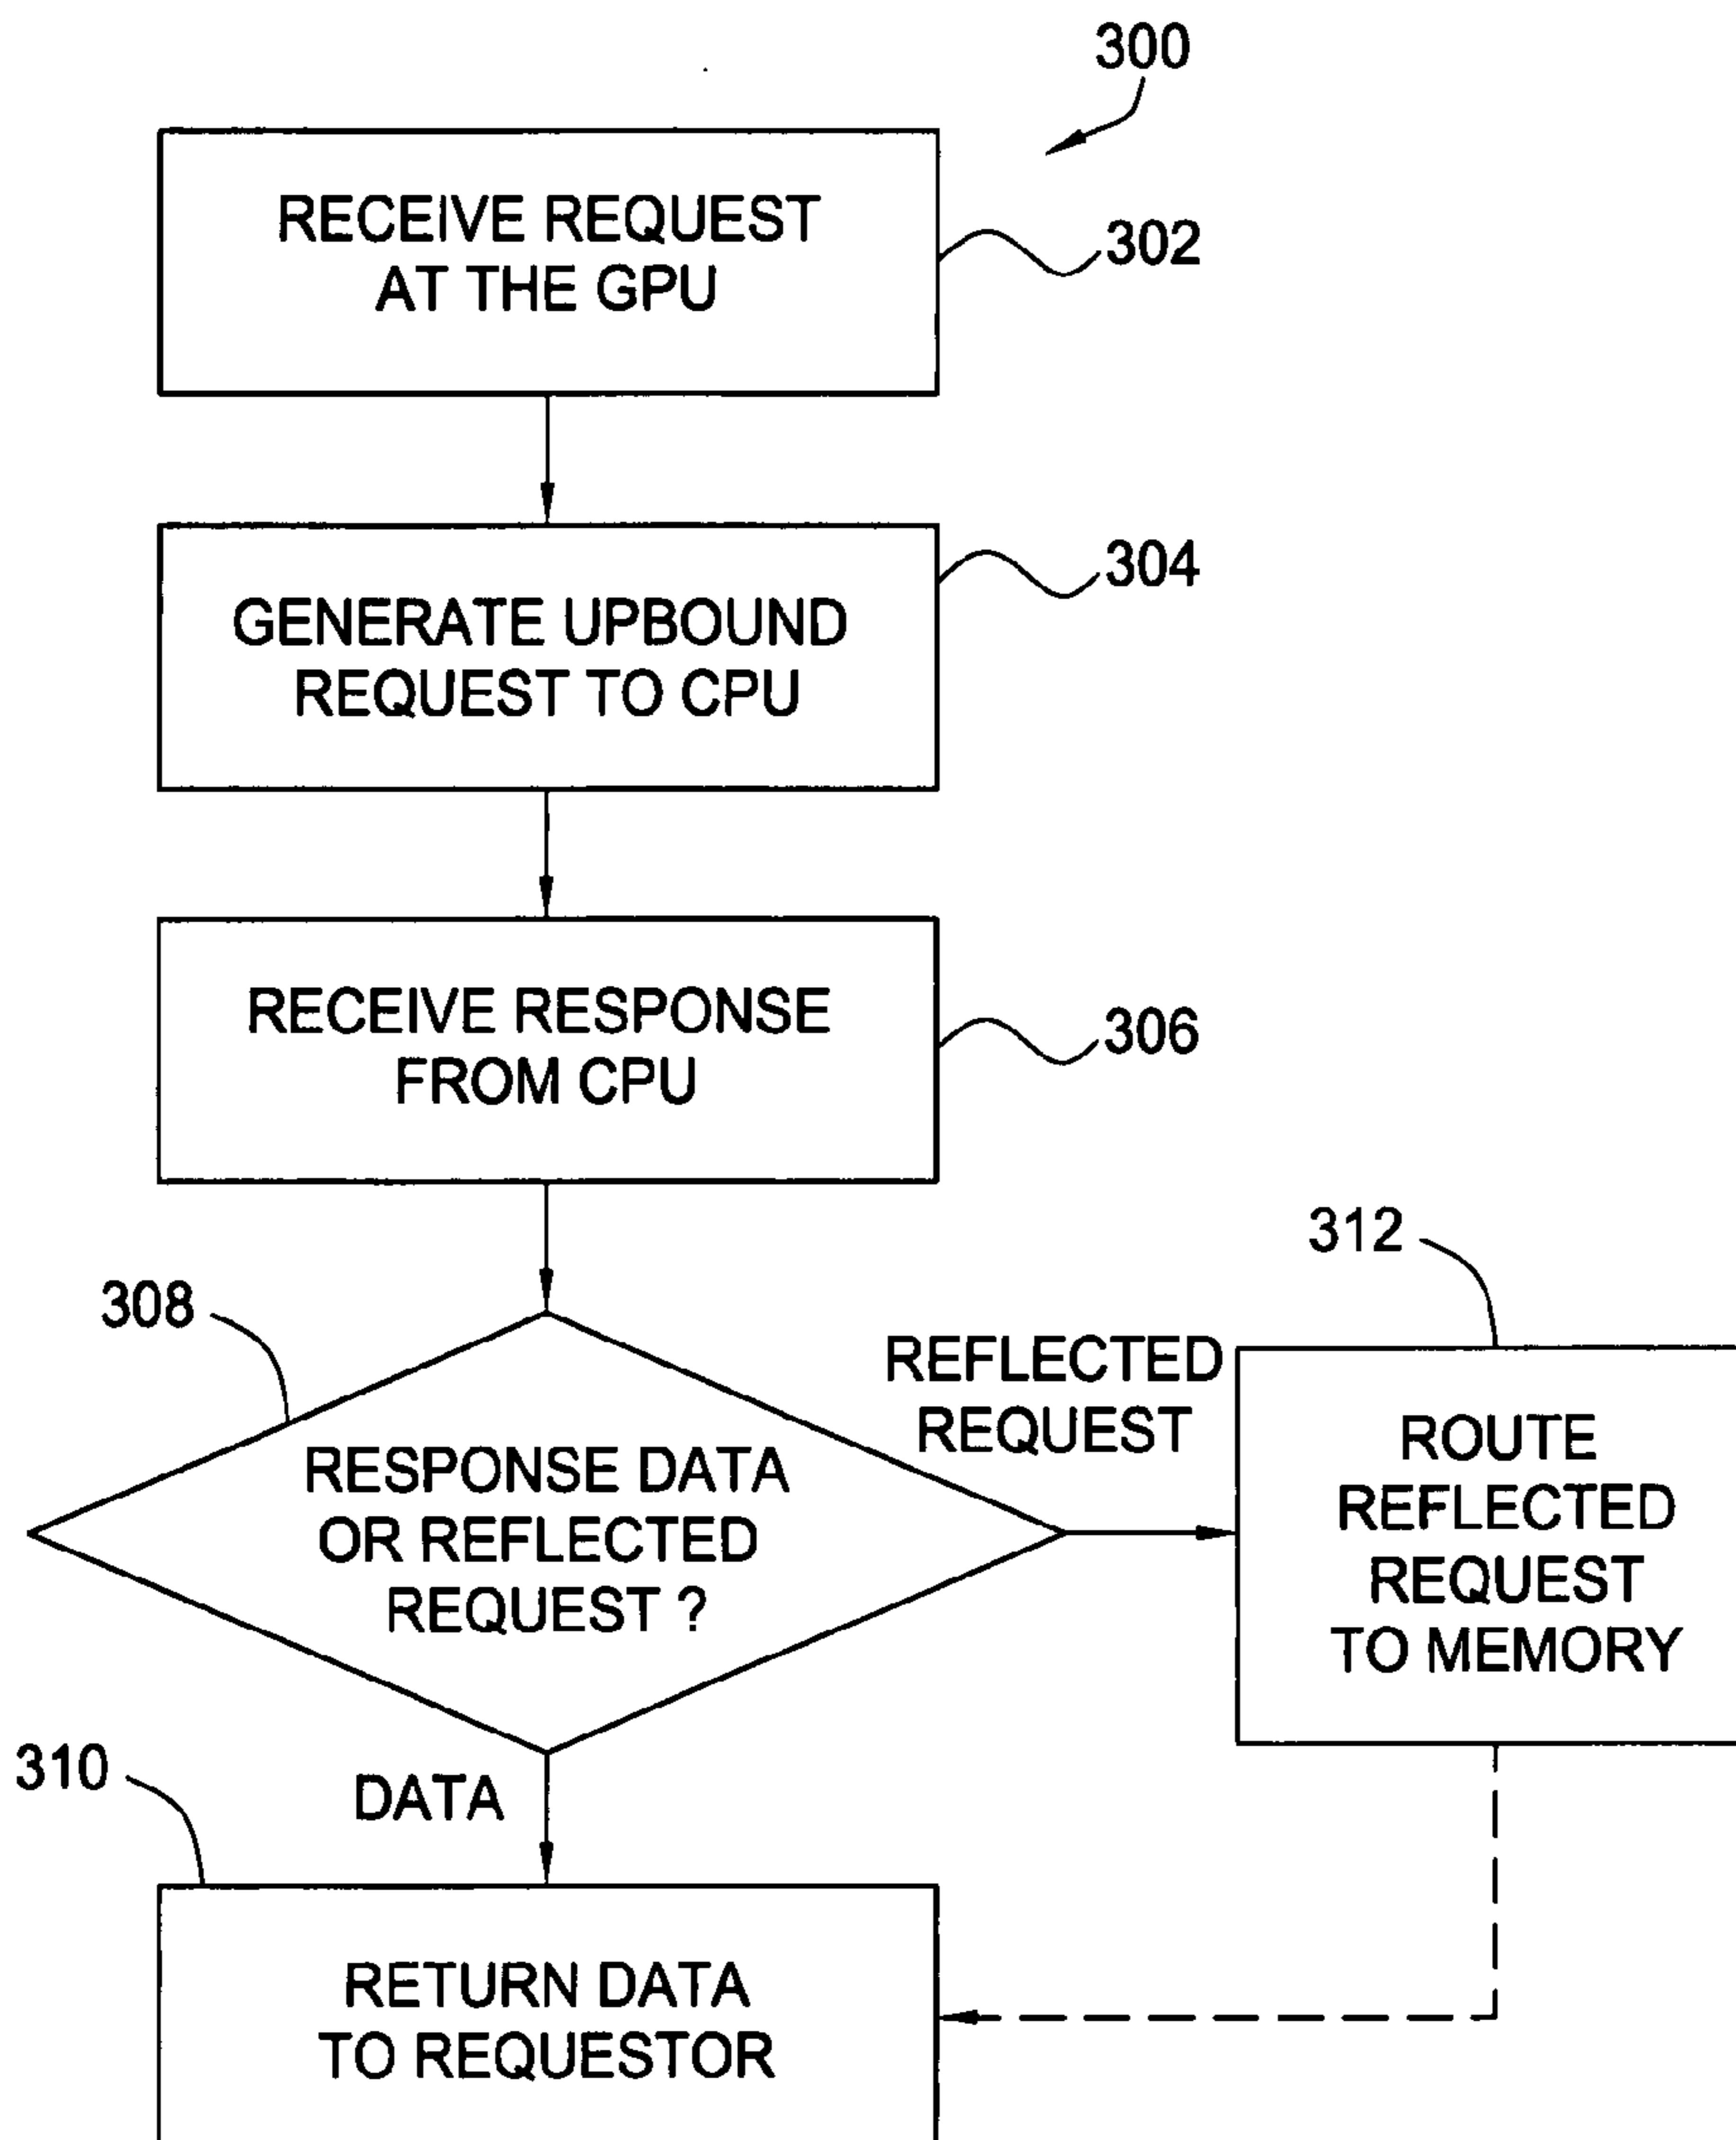 300
RECEIVE REQUEST
AT THE GPU
302
GENERATE UPBOUND
REQUEST TO CPU
304
RECEIVE RESPONSE
FROM CPU
306
308
RESPONSE DATA
OR REFLECTED
REQUEST ?
REFLECTED
REQUEST
312
ROUTE
REFLECTED
REQUEST
TO MEMORY
DATA
310
RETURN DATA
TO REQUESTOR